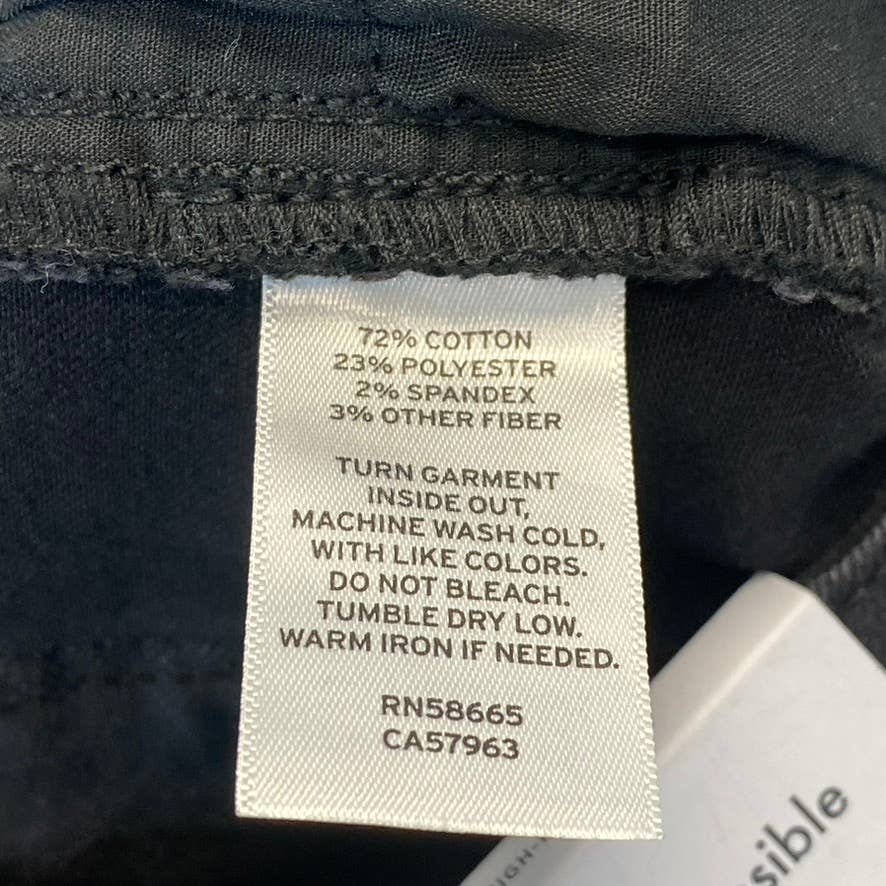 72% COTTON
23% POLYESTER
2% SPANDEX
3% OTHER FIBER
TURN GARMENT
INSIDE OUT,
MACHINE WASH COLD,
WITH LIKE COLORS.
DO NOT BLEACH.
TUMBLE DRY LOW.
WARM IRON IF NEEDED.
RN58665
CA57963